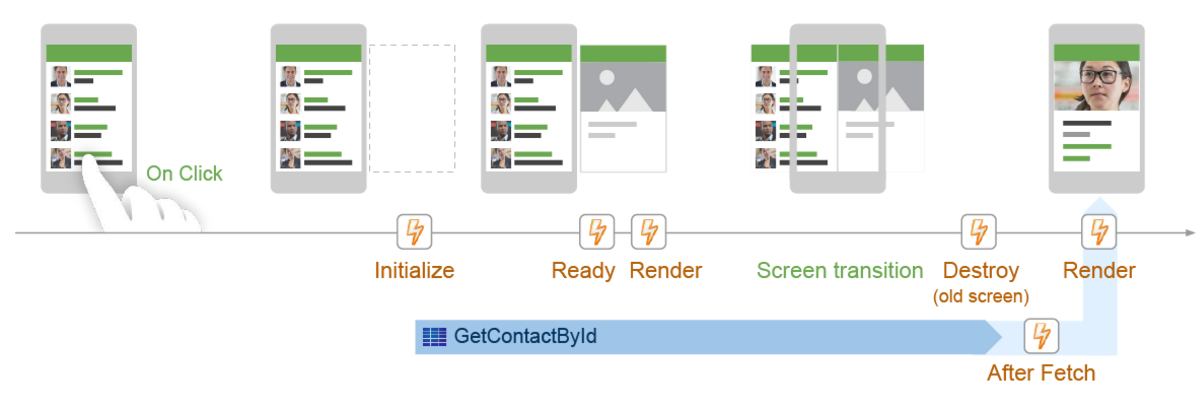 On Click
Initialize
Ready
Render
Screen transition
Destroy
(old screen)
Render
GetContactById
After Fetch